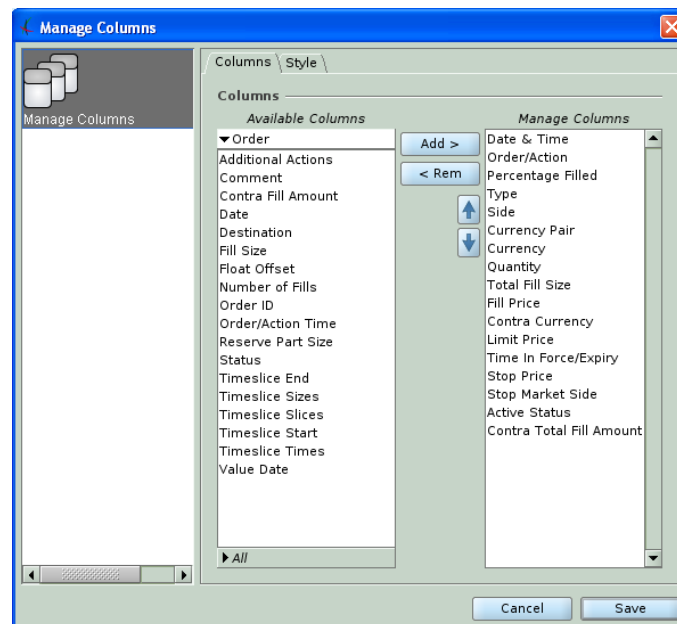 Manage Columns
Manage Columns
Columns
Style
Columns
Available Columns
Order
Additional Actions
Comment
Contra Fill Amount
Date
Destination
Fill Size
Float Offset
Number of Fills
Order ID
Order/Action Time
Reserve Part Size
Status
Timeslice End
Timeslice Sizes
Timeslice Slices
Timeslice Start
Timeslice Times
Value Date
All
Add >
< Rem
Manage Columns
Date & Time
Order/Action
Percentage Filled
Type
Side
Currency Pair
Currency
Quantity
Total Fill Size
Fill Price
Contra Currency
Limit Price
Time In Force/Expiry
Stop Price
Stop Market Side
Active Status
Contra Total Fill Amount
Cancel
Save